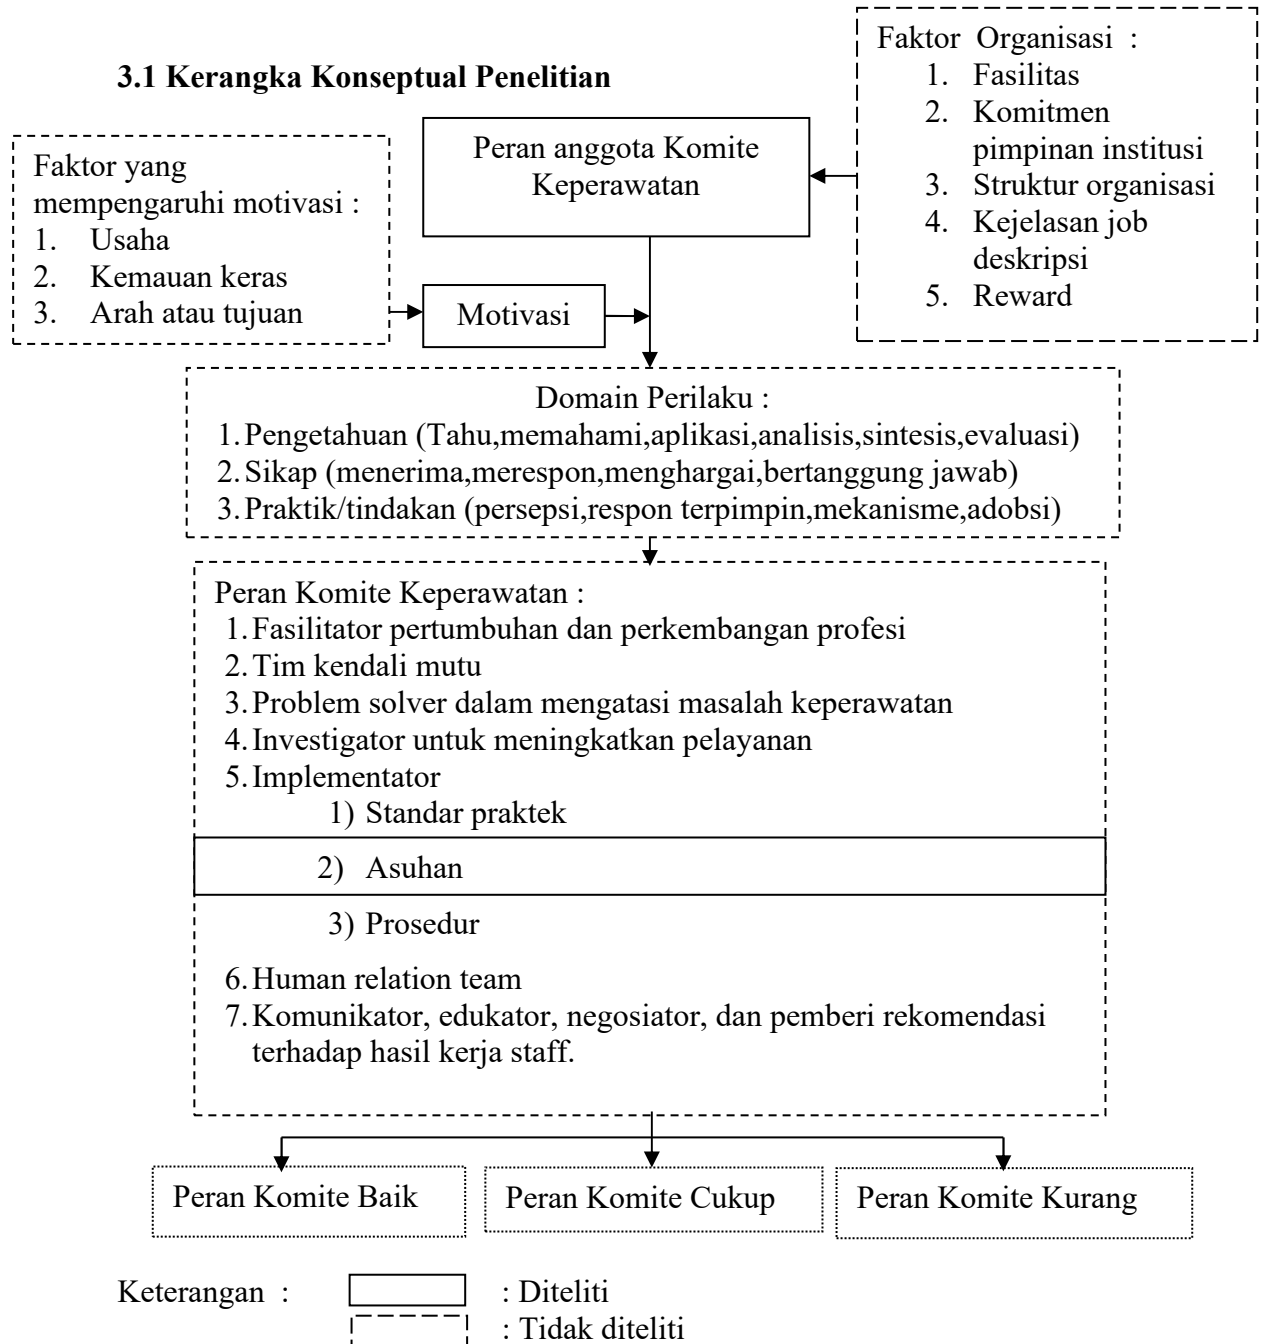 3.1 Kerangka Konseptual Penelitian
Faktor Organisasi :
1. Fasilitas
2. Komitmen
pimpinan institusi
3. Struktur organisasi
4. Kejelasan job
deskripsi
5. Reward
Peran anggota Komite
Keperawatan
Faktor yang
mempengaruhi motivasi :
1. Usaha
2. Kemauan keras
3. Arah atau tujuan
Motivasi
Domain Perilaku :
1. Pengetahuan (Tahu,memahami,aplikasi,analisis,sintesis,evaluasi)
2. Sikap (menerima,merespon,menghargai,bertanggung jawab)
3. Praktik/tindakan (persepsi,respon terpimpin,mekanisme,adobsi)
Peran Komite Keperawatan :
1. Fasilitator pertumbuhan dan perkembangan profesi
2. Tim kendali mutu
3. Problem solver dalam mengatasi masalah keperawatan
4. Investigator untuk meningkatkan pelayanan
5. Implementator
1) Standar praktek
2) Asuhan
3) Prosedur
6. Human relation team
7. Komunikator, edukator, negosiator, dan pemberi rekomendasi
terhadap hasil kerja staff.
Peran Komite Baik
Peran Komite Cukup
Peran Komite Kurang
Keterangan :
: Diteliti
: Tidak diteliti